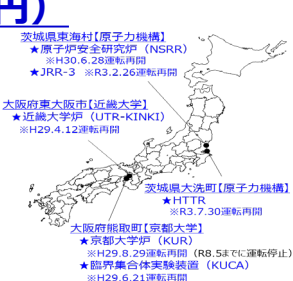 円）
茨城県東海村【原子力機構】
★原子炉安全研究炉（NSRR）
※H30.6.28運転再開
★JRR-3 ※R3.2.26運転再開
大阪府東大阪市【近畿大学】
★近畿大学炉（UTR-KINKI）
※H29.4.12運転再開
茨城県大洗町【原子力機構】
★HTTR
※R3.7.30運転再開
大阪府熊取町【京都大学】
★京都大学炉（KUR）
※H29.8.29運転再開（R8.5までに運転停止）
★臨界集合体実験装置（KUCA）
※H29.6.21運転再開